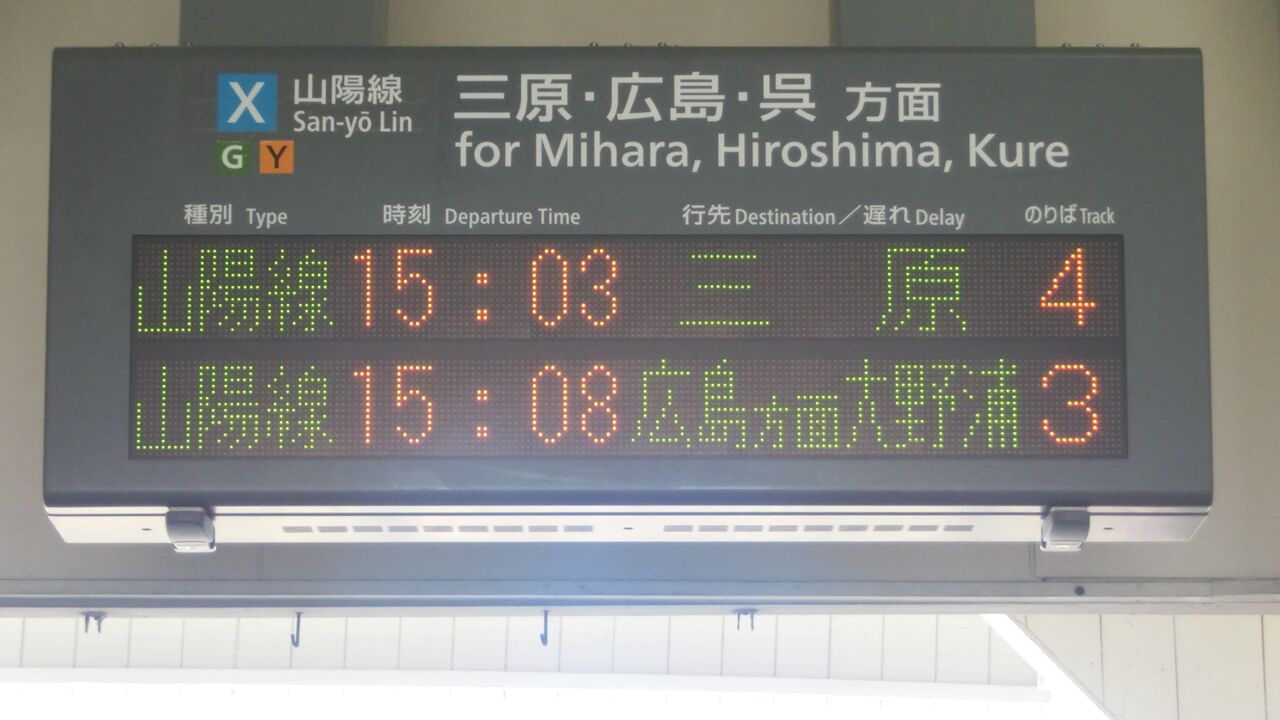 X 山陽線 三原・広島・呉 方面
San-yō Lin for Mihara, Hiroshima, Kure
G Y
種別 Type 時刻 Departure Time 行先 Destination／遅れ Delay のりば Track
山陽線 15:03 三原 4
山陽線 15:08 広島方面大野浦 3